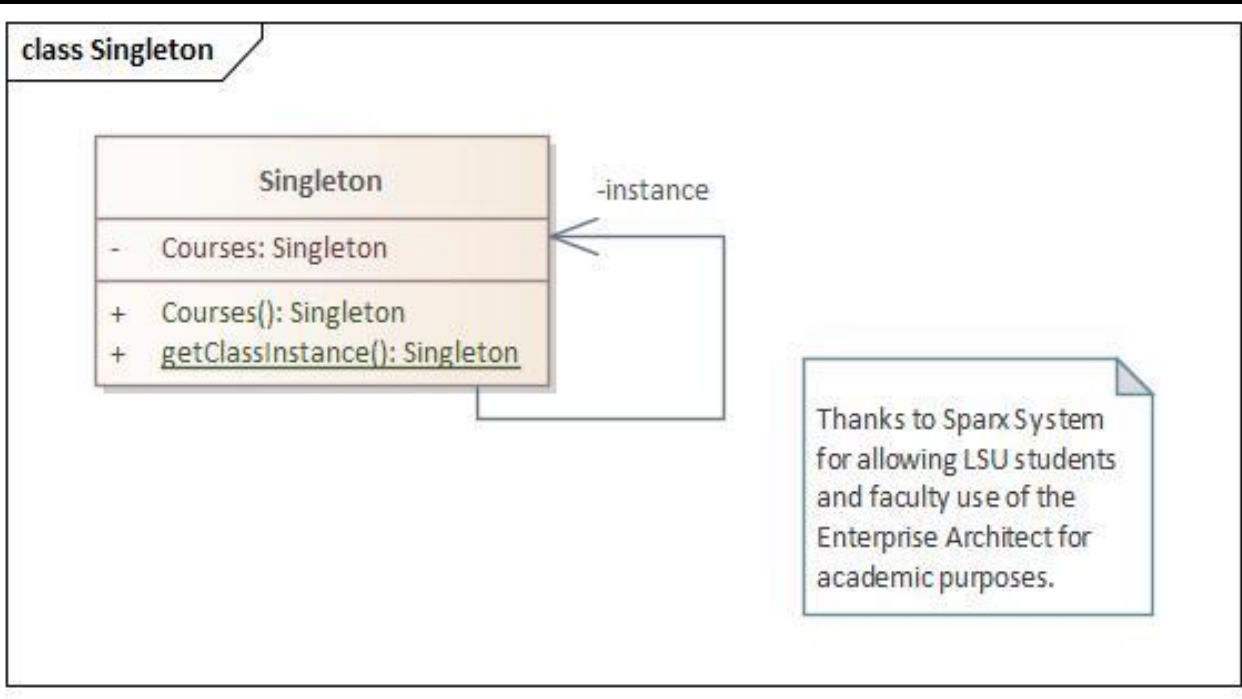 class Singleton
Singleton
- Courses: Singleton
+ Courses(): Singleton
+ getClassInstance(): Singleton
-instance
Thanks to Sparx System
for allowing LSU students
and faculty use of the
Enterprise Architect for
academic purposes.